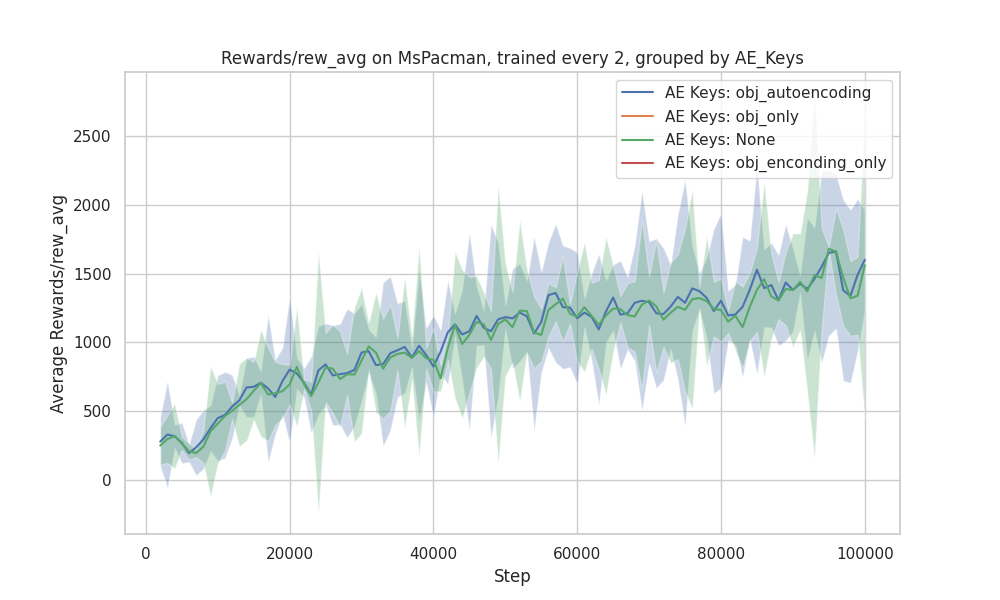 Rewards/rew_avg on MsPacman, trained every 2, grouped by AE_Keys
AE Keys: obj_autoencoding
AE Keys: obj_only
AE Keys: None
AE Keys: obj_enconding_only
Average Rewards/rew_avg
2500
2000
1500
1000
500
0
0 20000 40000 60000 80000 100000
Step